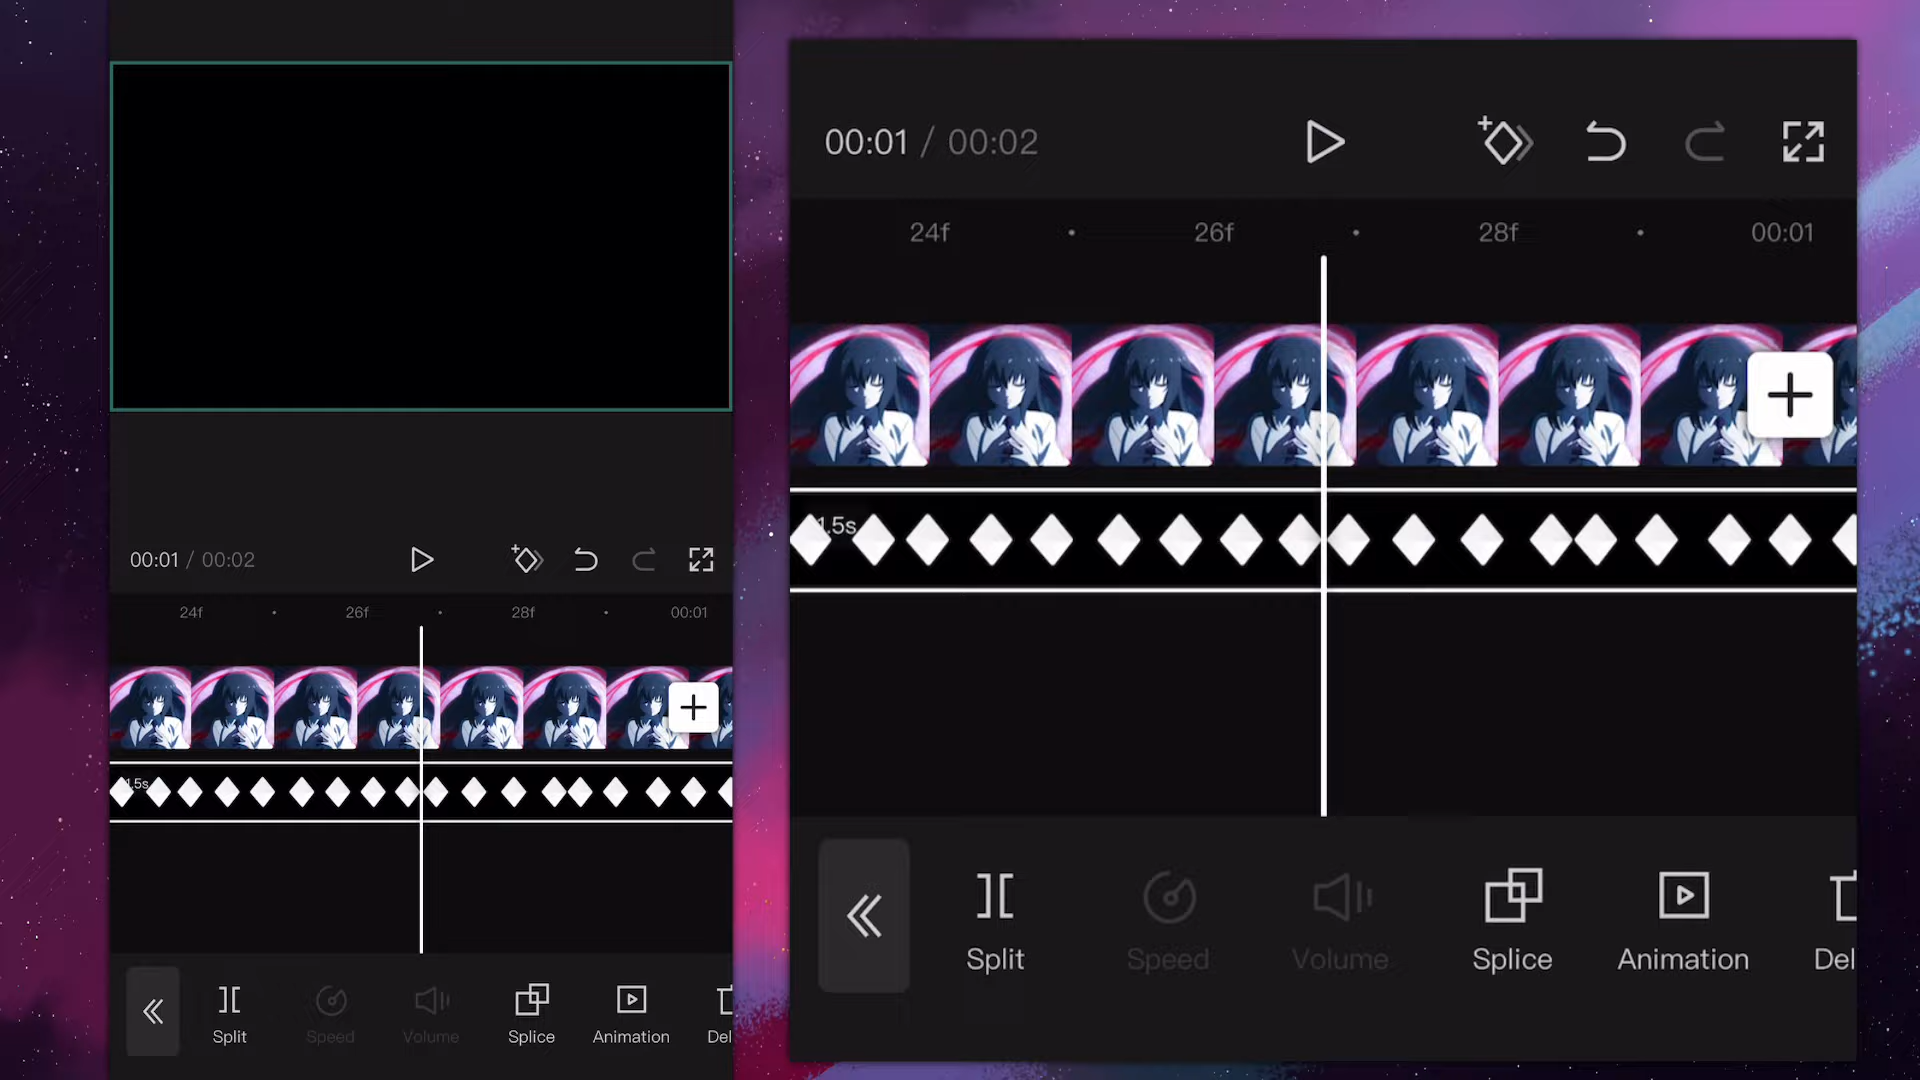 00:01 / 00:02
24f 26f 28f 00:01
1.5s
Split Speed Volume Splice Animation Del
00:01 / 00:02
24f 26f 28f 00:01
1.5s
Split Speed Volume Splice Animation Del